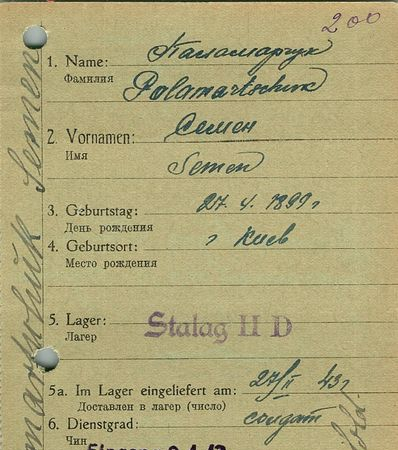 200
1. Name: Паламарчук
Фамилия
Polamartschuk
2. Vornamen: Семен
Имя
Semen
3. Geburtstag: 27. 4. 1899 г
День рождения
4. Geburtsort: г Киев
Место рождения
5. Lager: Stalag II D
Лагерь
5a. Im Lager eingeliefert am: 27/II 43 г
Доставлен в лагерь (число)
6. Dienstgrad: солдат
Чин
Semen